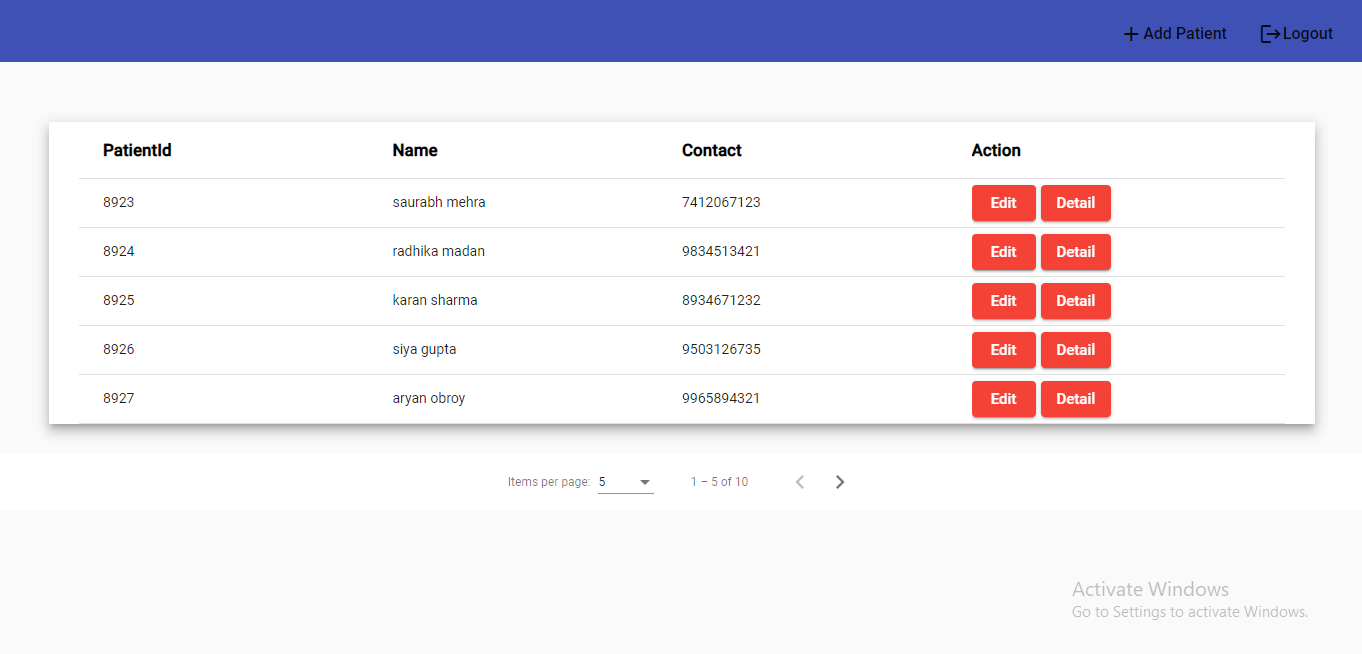 Add Patient Logout
PatientId Name Contact Action
8923 saurabh mehra 7412067123 Edit Detail
8924 radhika madan 9834513421 Edit Detail
8925 karan sharma 8934671232 Edit Detail
8926 siya gupta 9503126735 Edit Detail
8927 aryan obroy 9965894321 Edit Detail
Items per page: 5 1 – 5 of 10
Activate Windows
Go to Settings to activate Windows.